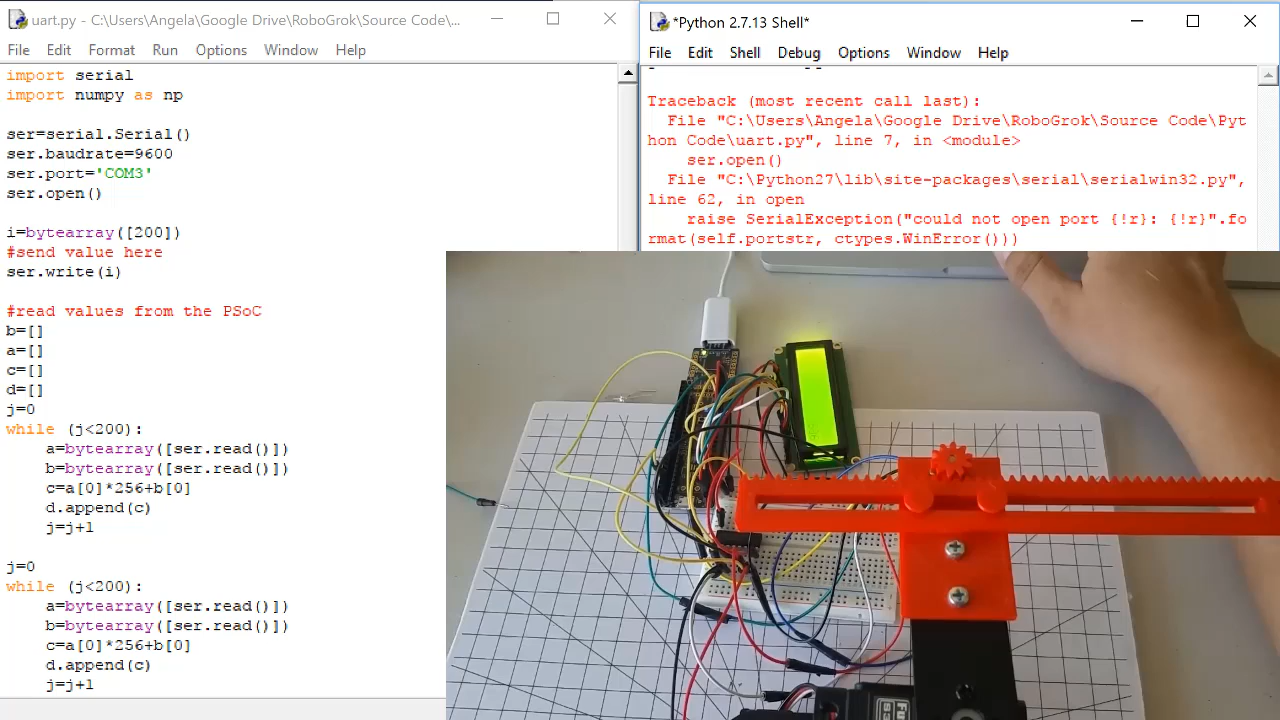 uart.py - C:\Users\Angela\Google Drive\RoboGrok\Source Code\...
File Edit Format Run Options Window Help
import serial
import numpy as np
ser=serial.Serial()
ser.baudrate=9600
ser.port='COM3'
ser.open()
i=bytearray([200])
#send value here
ser.write(i)
#read values from the PSoC
b=[]
a=[]
c=[]
d=[]
j=0
while (j<200):
    a=bytearray([ser.read()])
    b=bytearray([ser.read()])
    c=a[0]*256+b[0]
    d.append(c)
    j=j+1
j=0
while (j<200):
    a=bytearray([ser.read()])
    b=bytearray([ser.read()])
    c=a[0]*256+b[0]
    d.append(c)
    j=j+1
*Python 2.7.13 Shell*
File Edit Shell Debug Options Window Help
Traceback (most recent call last):
  File "C:\Users\Angela\Google Drive\RoboGrok\Source Code\Pyt
hon Code\uart.py", line 7, in <module>
    ser.open()
  File "C:\Python27\lib\site-packages\serial\serialwin32.py",
line 62, in open
    raise SerialException("could not open port {!r}: {!r}".fo
rmat(self.portstr, ctypes.WinError()))